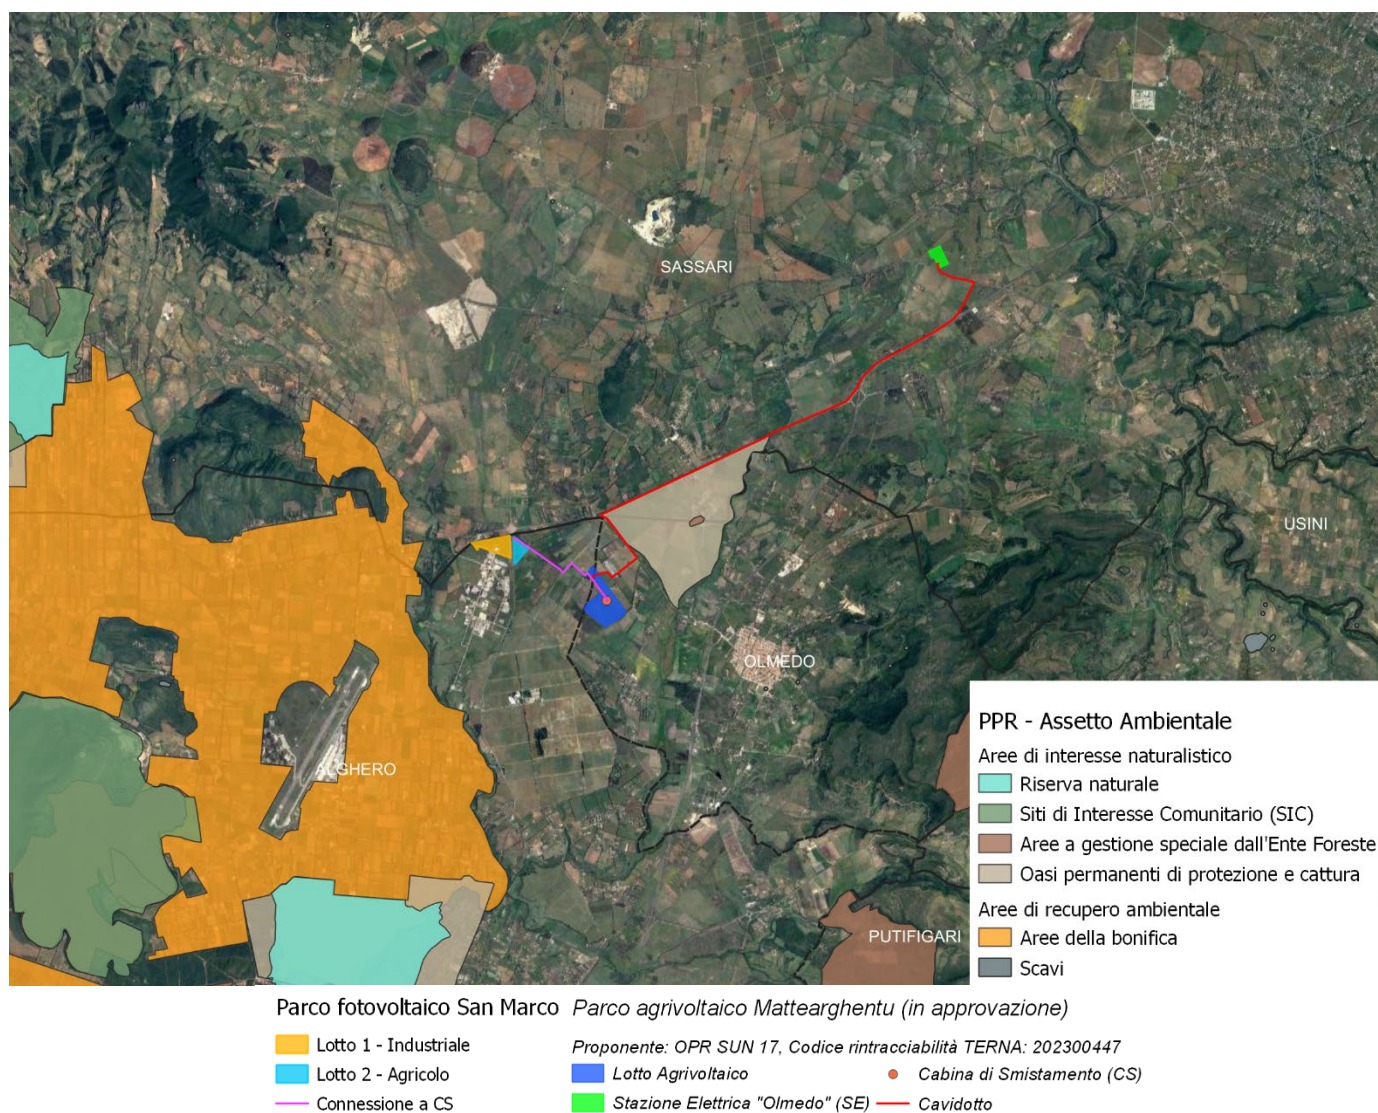 SASSARI
USINI
OLMEDO
ALGHERO
PUTIFIGARI
PPR - Assetto Ambientale
Aree di interesse naturalistico
Riserva naturale
Siti di Interesse Comunitario (SIC)
Aree a gestione speciale dall'Ente Foreste
Oasi permanenti di protezione e cattura
Aree di recupero ambientale
Aree della bonifica
Scavi
Parco fotovoltaico San Marco
Lotto 1 - Industriale
Lotto 2 - Agricolo
Connessione a CS
Parco agrivoltaico Mattearghentu (in approvazione)
Proponente: OPR SUN 17, Codice rintracciabilità TERNA: 202300447
Lotto Agrivoltaico
Cabina di Smistamento (CS)
Stazione Elettrica "Olmedo" (SE)
Cavidotto